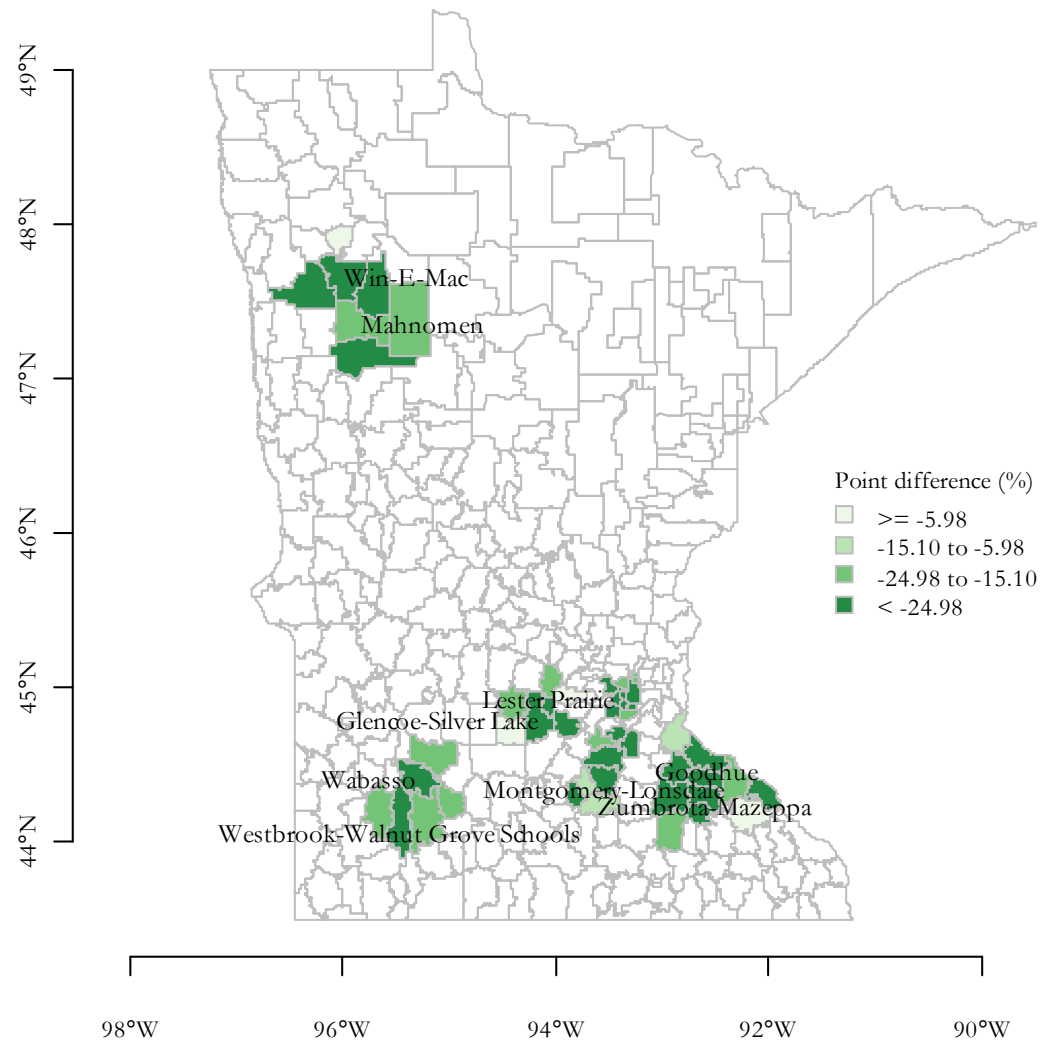 49°N
48°N
47°N
46°N
45°N
44°N
Win-E-Mac
Mahnomen
Point difference (%)
>= -5.98
-15.10 to -5.98
-24.98 to -15.10
< -24.98
Lester Prairie
Glencoe-Silver Lake
Goodhue
Wabasso
Montgomery-Lonsdale
Zumbrota-Mazeppa
Westbrook-Walnut Grove Schools
98°W
96°W
94°W
92°W
90°W